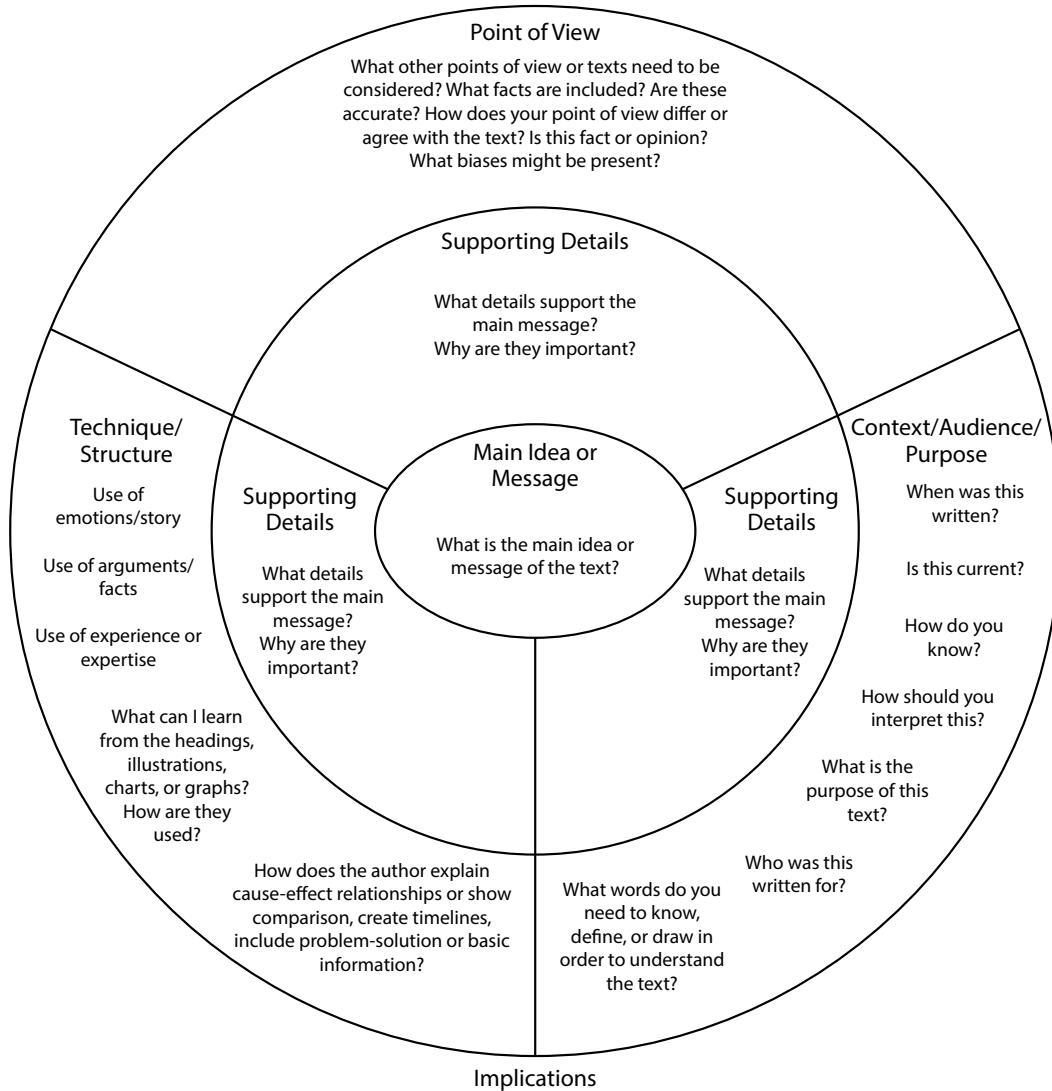 Point of View
What other points of view or texts need to be
considered? What facts are included? Are these
accurate? How does your point of view differ or
agree with the text? Is this fact or opinion?
What biases might be present?
Supporting Details
What details support the
main message?
Why are they important?
Main Idea or
Message
What is the main idea or
message of the text?
Technique/
Structure
Use of
emotions/story
Use of arguments/
facts
Use of experience or
expertise
What can I learn
from the headings,
illustrations,
charts, or graphs?
How are they
used?
How does the author explain
cause-effect relationships or show
comparison, create timelines,
include problem-solution or basic
information?
Supporting
Details
What details
support the main
message?
Why are they
important?
Supporting
Details
What details
support the main
message?
Why are they
important?
Context/Audience/
Purpose
When was this
written?
Is this current?
How do you
know?
How should you
interpret this?
What is the
purpose of this
text?
Who was this
written for?
What words do you
need to know,
define, or draw in
order to understand
the text?
Implications